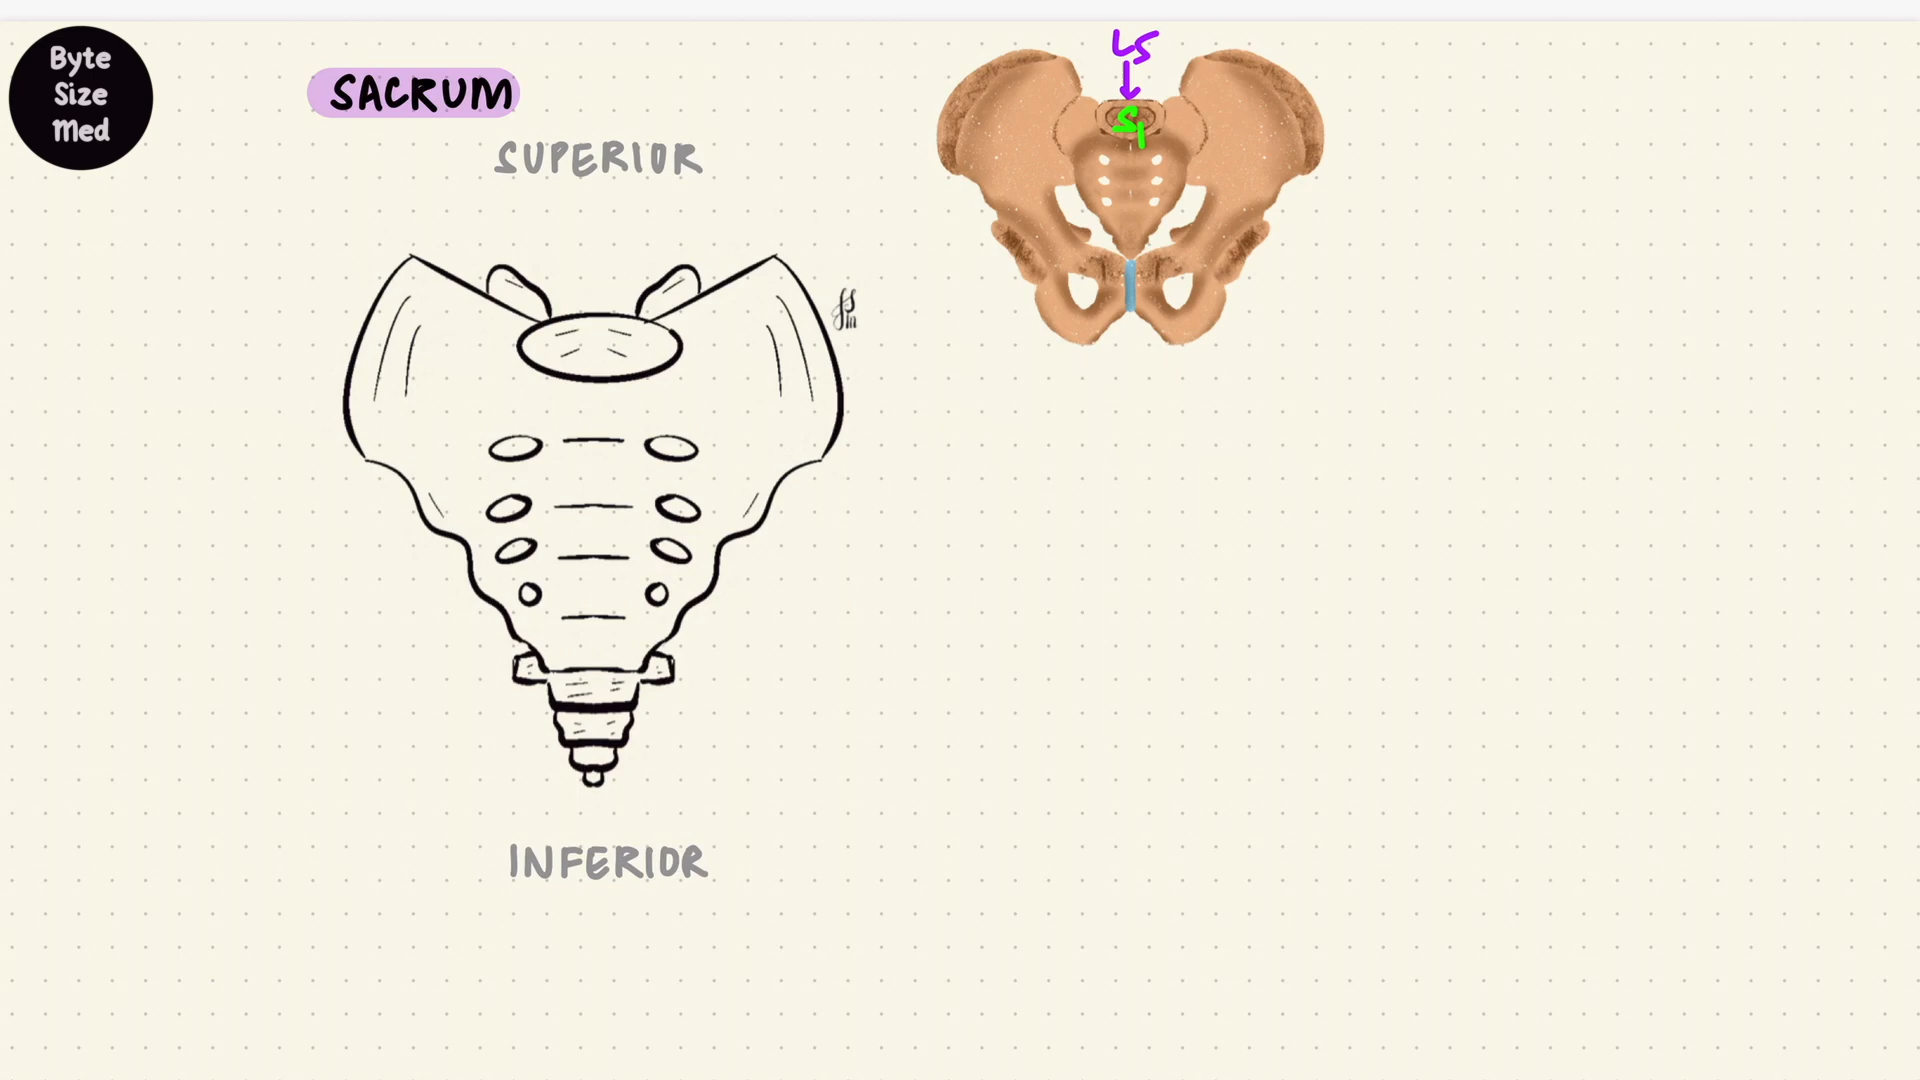 Byte
Size
Med
SACRUM
SUPERIOR
L5
S1
INFERIOR